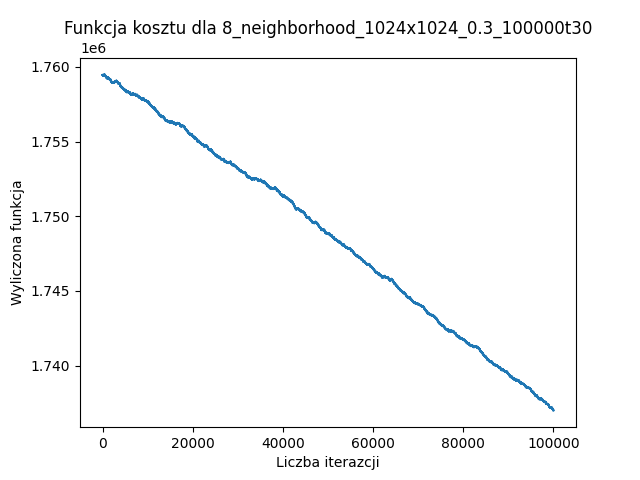 Funkcja kosztu dla 8_neighborhood_1024x1024_0.3_100000t30
1e6
1.760
1.755
1.750
1.745
1.740
Wyliczona funkcja
0 20000 40000 60000 80000 100000
Liczba iterazcji